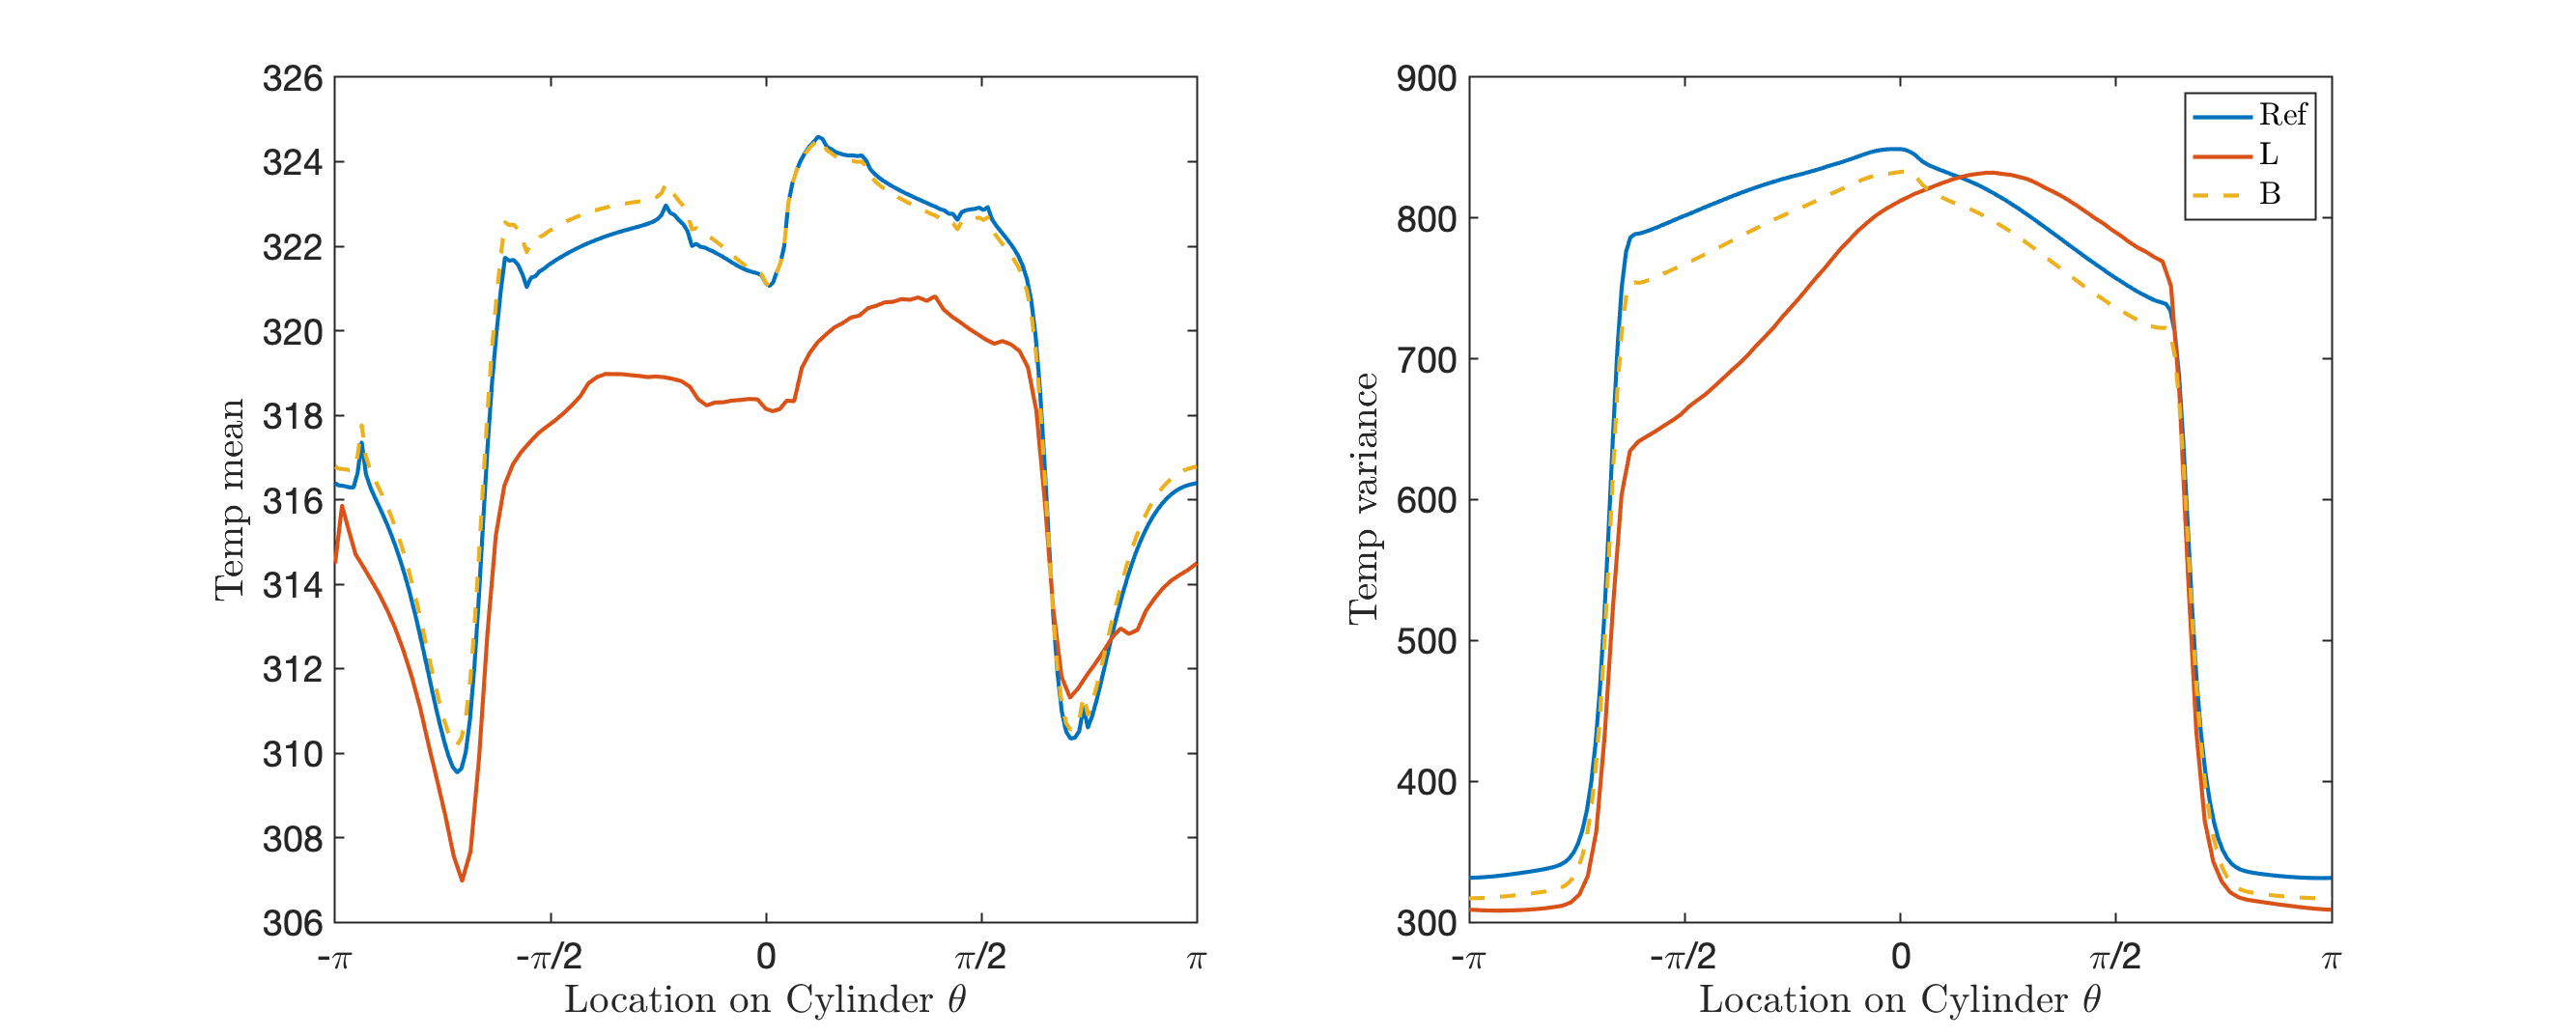 326
324
322
320
318
316
314
312
310
308
306
Temp mean
-π
-π/2
0
π/2
π
Location on Cylinder θ
900
800
700
600
500
400
300
Temp variance
-π
-π/2
0
π/2
π
Location on Cylinder θ
Ref
L
B